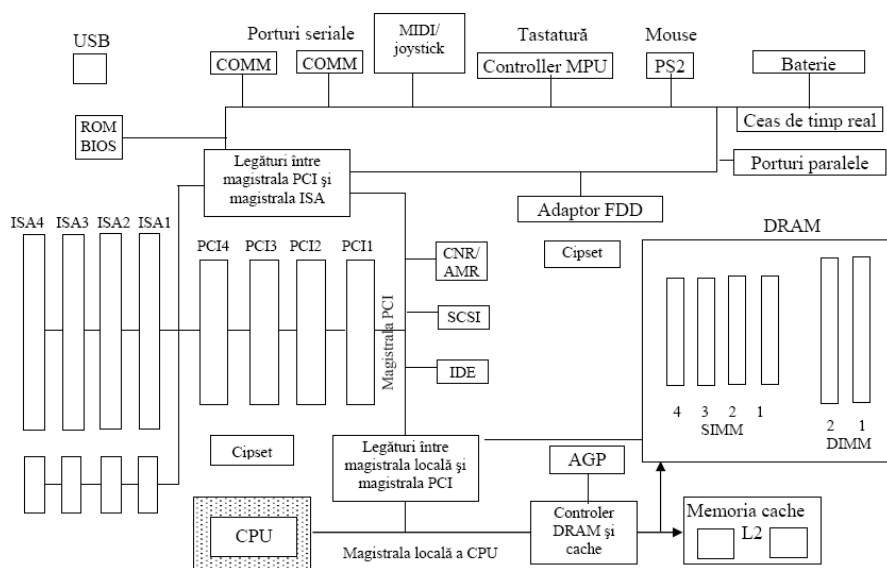 USB
Porturi seriale
COMM
COMM
MIDI/
joystick
Tastatură
Controller MPU
Mouse
PS2
Baterie
Ceas de timp real
ROM
BIOS
Porturi paralele
Legături între
magistrala PCI şi
magistrala ISA
Adaptor FDD
ISA4 ISA3 ISA2 ISA1
PCI4 PCI3 PCI2 PCI1
Magistrala PCI
CNR/
AMR
SCSI
IDE
Cipset
DRAM
4 3 2 1
SIMM
2 1
DIMM
Cipset
Legături între
magistrala locală şi
magistrala PCI
AGP
CPU
Magistrala locală a CPU
Controler
DRAM şi
cache
Memoria cache
L2